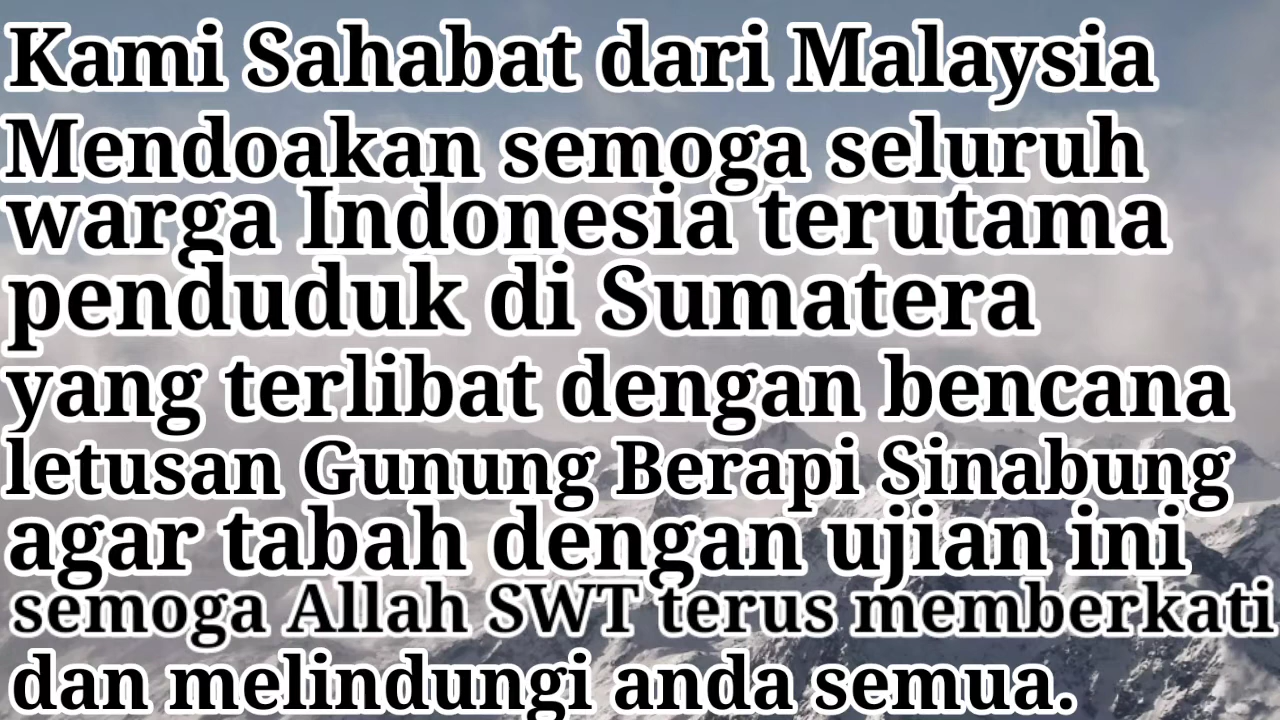 Kami Sahabat dari Malaysia
Mendoakan semoga seluruh
warga Indonesia terutama
penduduk di Sumatera
yang terlibat dengan bencana
letusan Gunung Berapi Sinabung
agar tabah dengan ujian ini
semoga Allah SWT terus memberkati
dan melindungi anda semua.